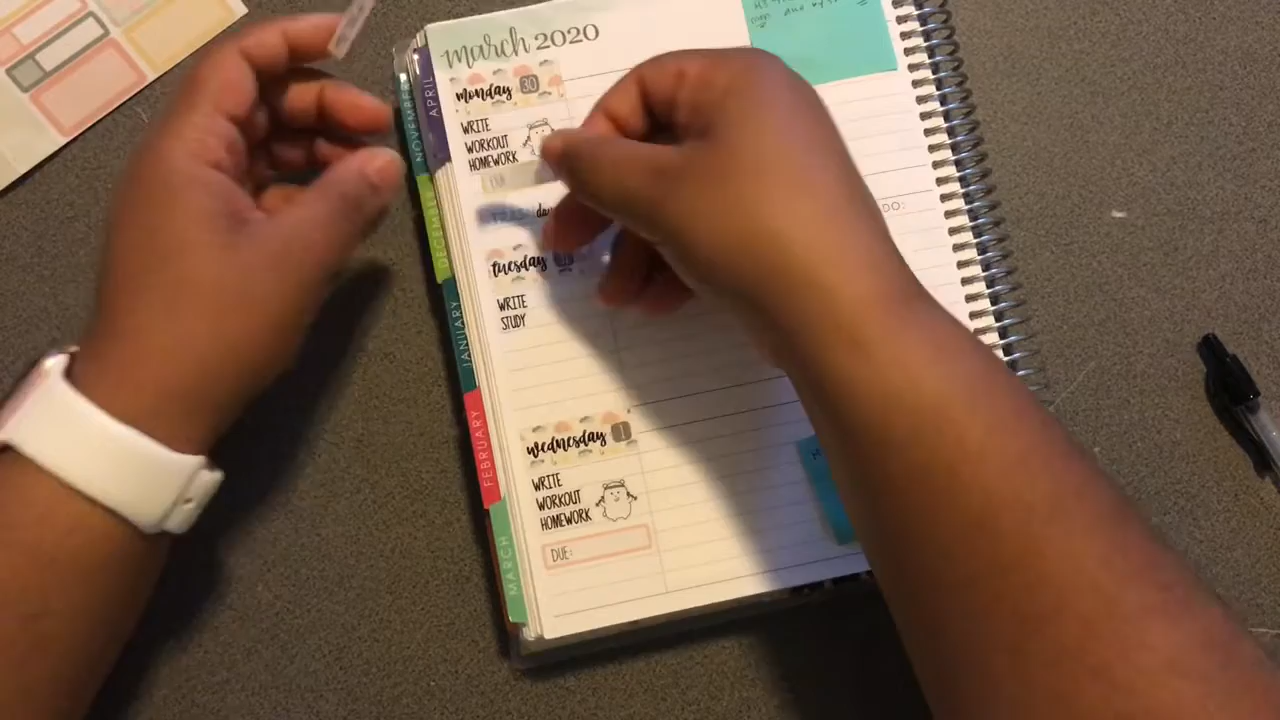 march 2020
monday 30
WRITE
WORKOUT
HOMEWORK
tuesday
WRITE
STUDY
wednesday 1
WRITE
WORKOUT
HOMEWORK
DUE:
DO:
NOVEMBER
DECEMBER
JANUARY
FEBRUARY
MARCH
APRIL